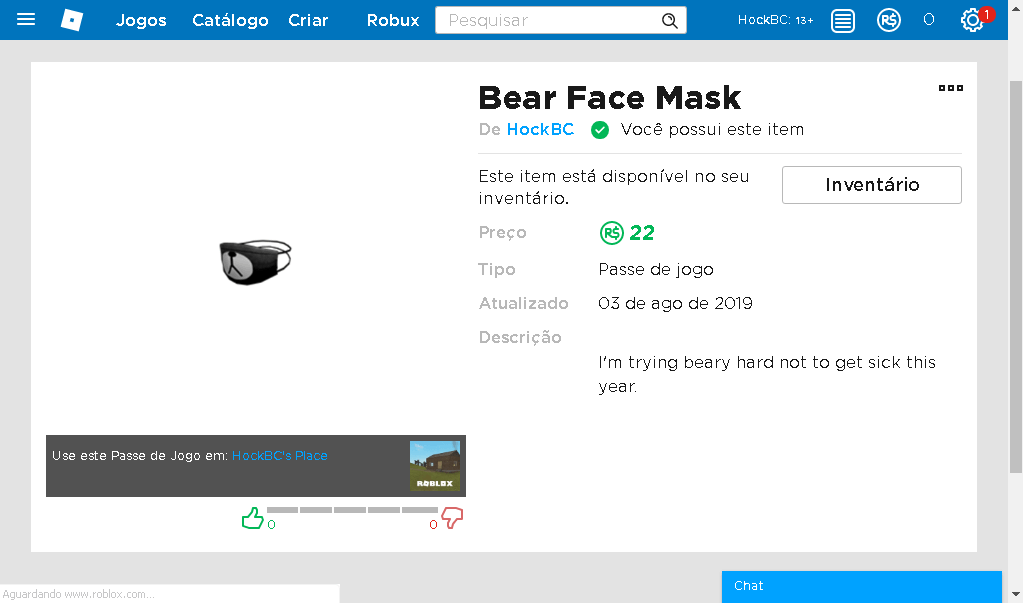 Jogos Catálogo Criar Robux Pesquisar HockBC: 13+ R$ 0 1
Bear Face Mask
De HockBC Você possui este item
Este item está disponível no seu
inventário.
Inventário
Preço R$ 22
Tipo Passe de jogo
Atualizado 03 de ago de 2019
Descrição
I'm trying beary hard not to get sick this
year.
Use este Passe de Jogo em: HockBC's Place
ROBLOX
0 0
Chat
Aguardando www.roblox.com...